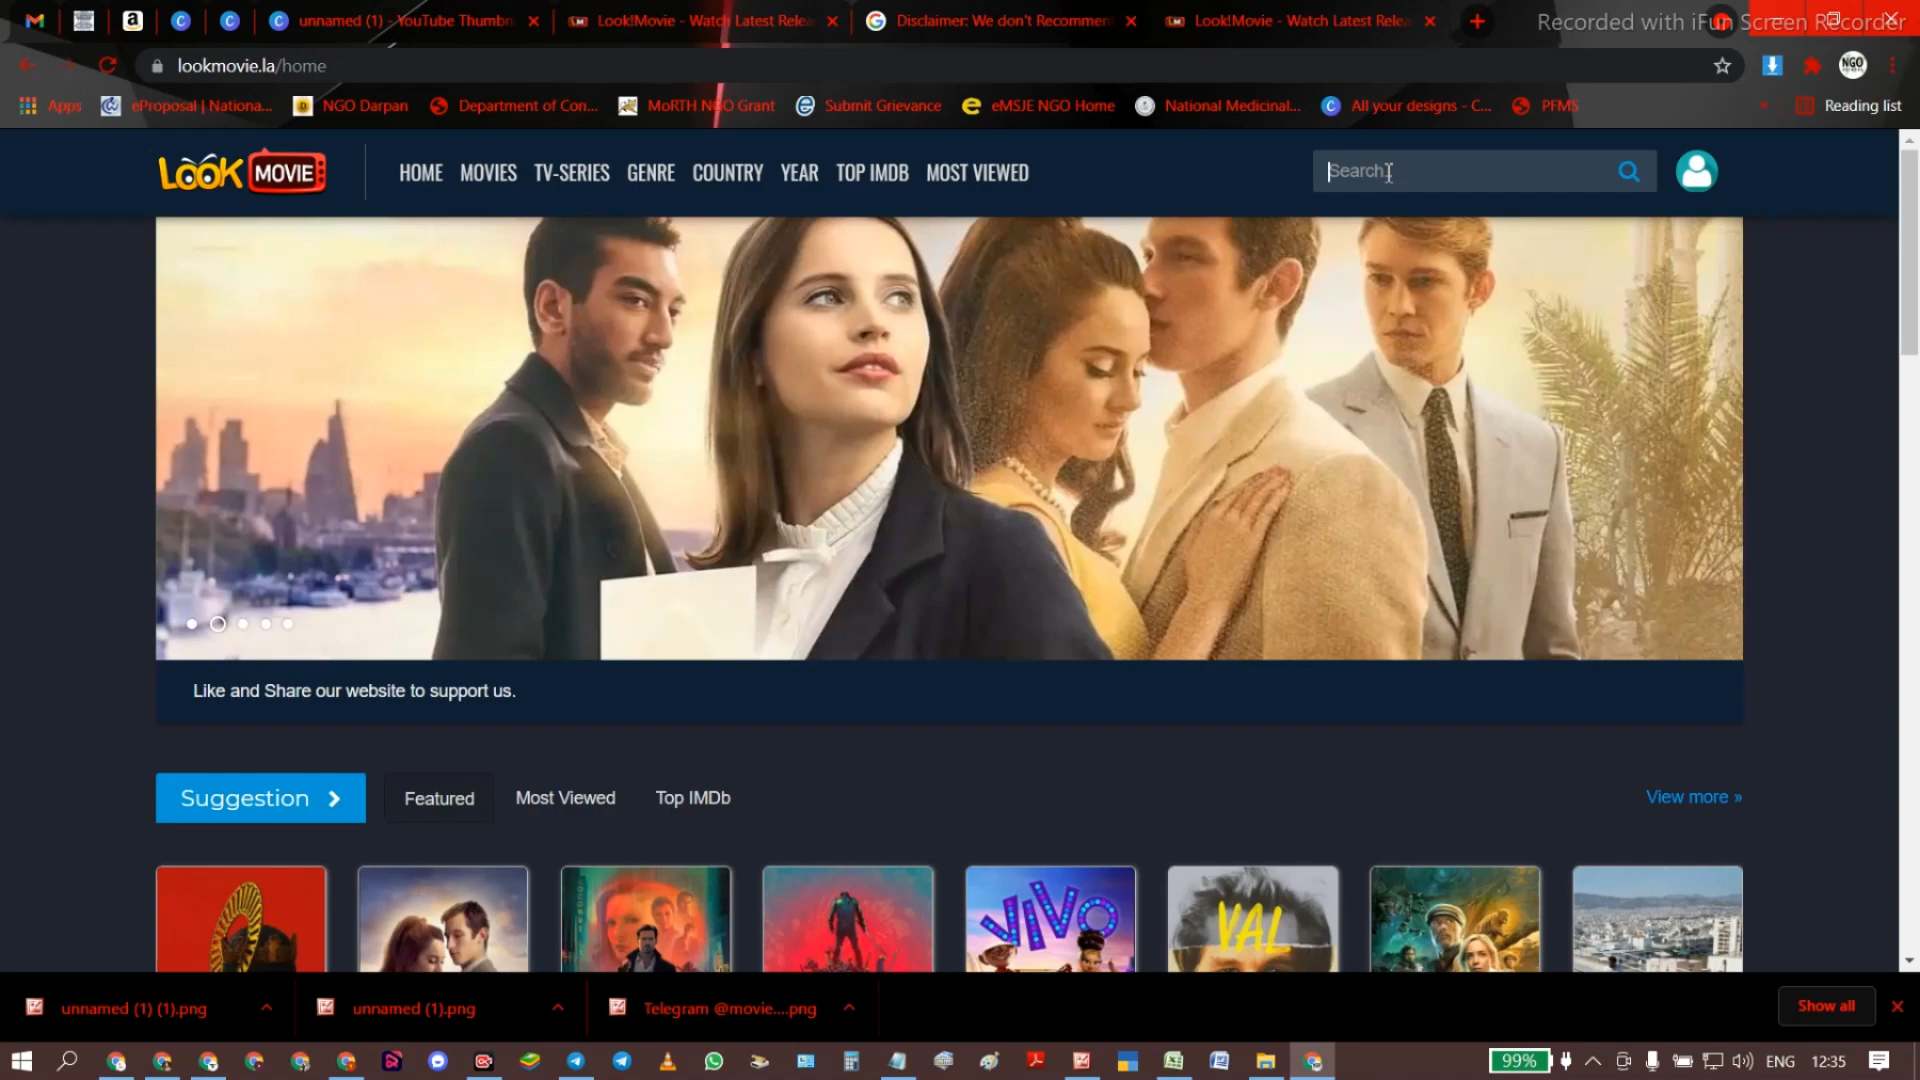 unnamed (1) - YouTube Thumbn
Look!Movie - Watch Latest Relea
Disclaimer: We don't Recommen
Look!Movie - Watch Latest Relea
Recorded with iFun Screen Recorder
lookmovie.la/home
NGO
Apps
eProposal | Nationa...
NGO Darpan
Department of Con...
MoRTH NGO Grant
Submit Grievance
eMSJE NGO Home
National Medicinal...
All your designs - C...
PFMS
Reading list
LOOK MOVIE
HOME
MOVIES
TV-SERIES
GENRE
COUNTRY
YEAR
TOP IMDB
MOST VIEWED
Search
Like and Share our website to support us.
Suggestion
Featured
Most Viewed
Top IMDb
View more »
VIVO
VAL
unnamed (1) (1).png
unnamed (1).png
Telegram @movie....png
Show all
99%
ENG
12:35